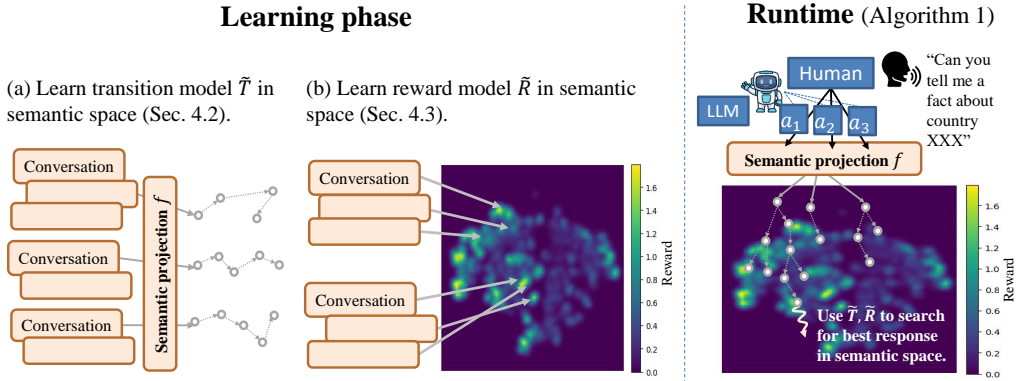 Learning phase
(a) Learn transition model T̃ in
semantic space (Sec. 4.2).
Conversation
Conversation
Conversation
Semantic projection f
(b) Learn reward model R̃ in semantic
space (Sec. 4.3).
Conversation
Conversation
1.6
1.4
1.2
1.0
0.8
0.6
0.4
0.2
0.0
Reward
Runtime (Algorithm 1)
Human
"Can you
tell me a
fact about
country
XXX"
LLM
a₁
a₂
a₃
Semantic projection f
Use T̃, R̃ to search
for best response
in semantic space.
1.6
1.4
1.2
1.0
0.8
0.6
0.4
0.2
0.0
Reward